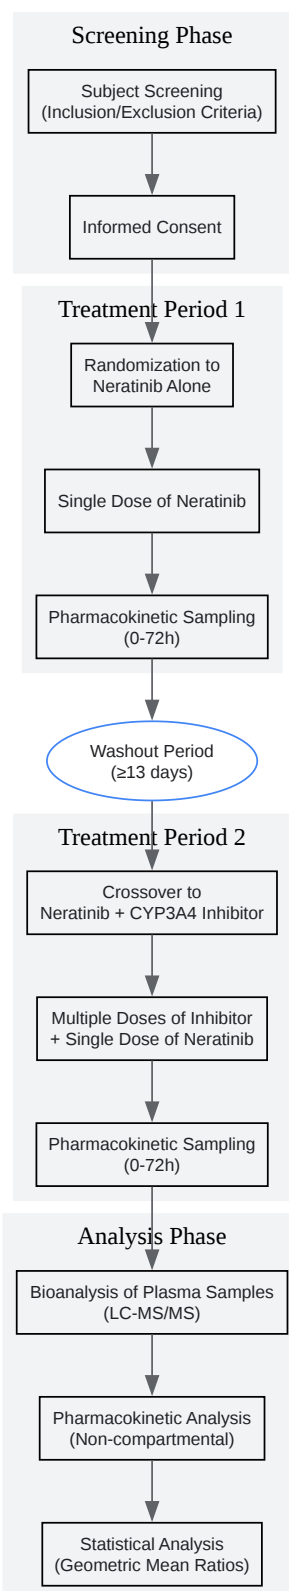 Screening Phase
Subject Screening
(Inclusion/Exclusion Criteria)
Informed Consent
Treatment Period 1
Randomization to
Neratinib Alone
Single Dose of Neratinib
Pharmacokinetic Sampling
(0-72h)
Washout Period
(≥13 days)
Treatment Period 2
Crossover to
Neratinib + CYP3A4 Inhibitor
Multiple Doses of Inhibitor
+ Single Dose of Neratinib
Pharmacokinetic Sampling
(0-72h)
Analysis Phase
Bioanalysis of Plasma Samples
(LC-MS/MS)
Pharmacokinetic Analysis
(Non-compartmental)
Statistical Analysis
(Geometric Mean Ratios)